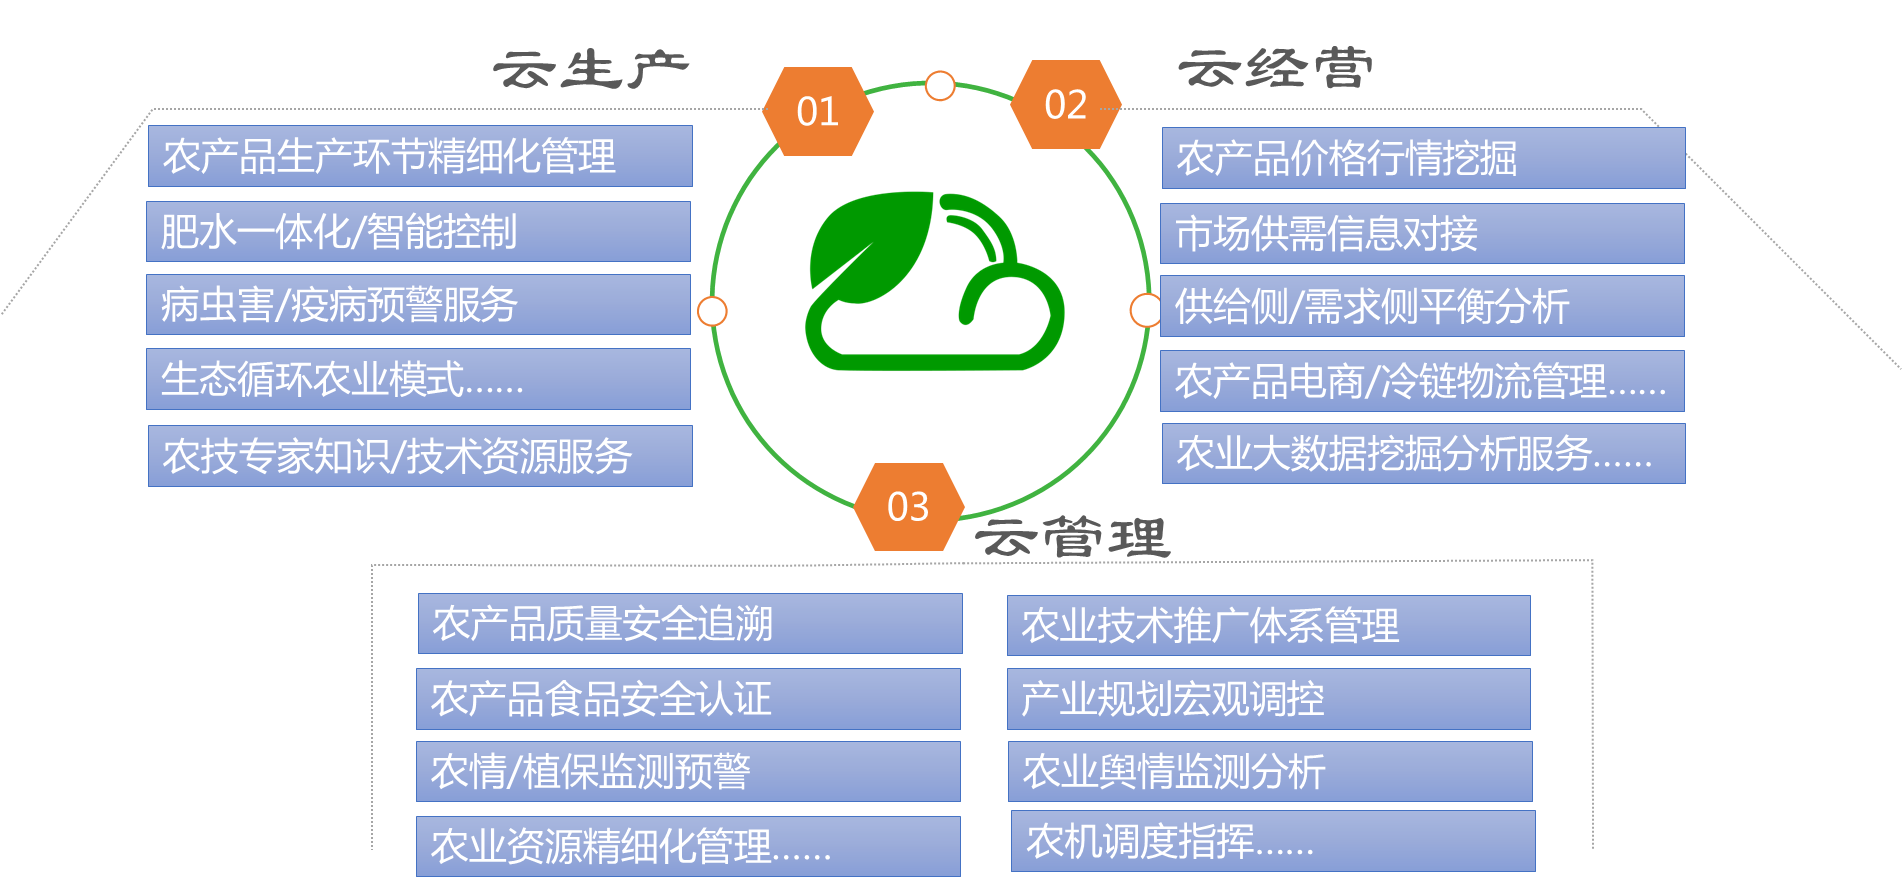 云生产
01
农产品生产环节精细化管理
肥水一体化/智能控制
病虫害/疫病预警服务
生态循环农业模式……
农技专家知识/技术资源服务
云经营
02
农产品价格行情挖掘
市场供需信息对接
供给侧/需求侧平衡分析
农产品电商/冷链物流管理……
农业大数据挖掘分析服务……
03
云管理
农产品质量安全追溯
农产品食品安全认证
农情/植保监测预警
农业资源精细化管理……
农业技术推广体系管理
产业规划宏观调控
农业舆情监测分析
农机调度指挥……